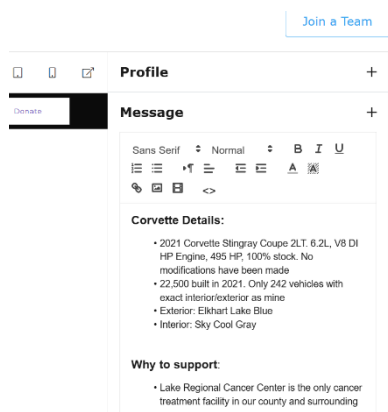 Join a Team
Profile
Donate
Message
Sans Serif Normal B I U
A A
<>
Corvette Details:
• 2021 Corvette Stingray Coupe 2LT. 6.2L, V8 DI
HP Engine, 495 HP, 100% stock. No
modifications have been made
• 22,500 built in 2021. Only 242 vehicles with
exact interior/exterior as mine
• Exterior: Elkhart Lake Blue
• Interior: Sky Cool Gray
Why to support:
• Lake Regional Cancer Center is the only cancer
treatment facility in our county and surrounding